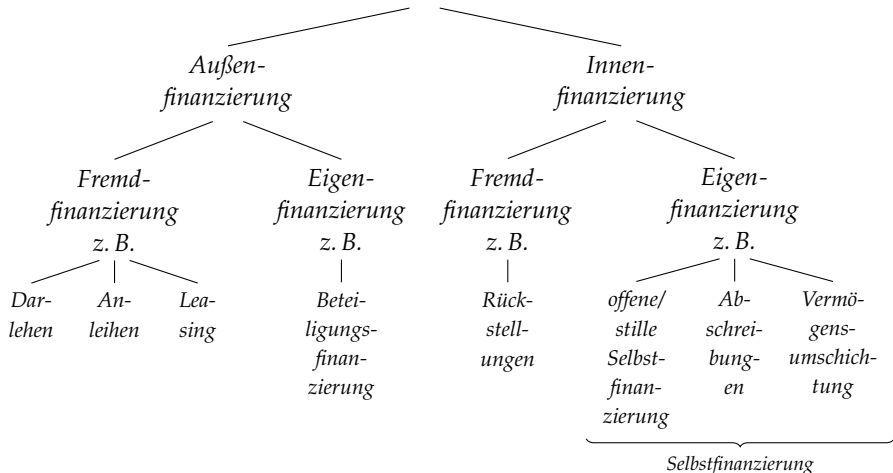 Außen-
finanzierung
Innen-
finanzierung
Fremd-
finanzierung
z. B.
Eigen-
finanzierung
z. B.
Fremd-
finanzierung
z. B.
Eigen-
finanzierung
z. B.
Dar-
lehen
An-
leihen
Lea-
sing
Betei-
ligungs-
finan-
zierung
Rück-
stell-
ungen
offene/
stille
Selbst-
finan-
zierung
Ab-
schrei-
bung-
en
Vermö-
gens-
umschich-
tung
Selbstfinanzierung